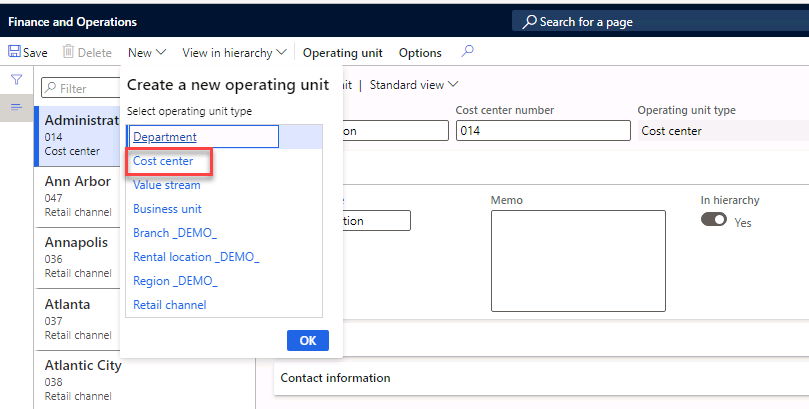 Finance and Operations
Search for a page
Save Delete New View in hierarchy Operating unit Options
Filter
Create a new operating unit
Select operating unit type
Department
Cost center
Value stream
Business unit
Branch _DEMO_
Rental location _DEMO_
Region _DEMO_
Retail channel
OK
Administrat
014
Cost center
Ann Arbor
047
Retail channel
Annapolis
036
Retail channel
Atlanta
037
Retail channel
Atlantic City
038
Retail channel
| Standard view
Cost center number Operating unit type
014 Cost center
Memo In hierarchy
Yes
Contact information